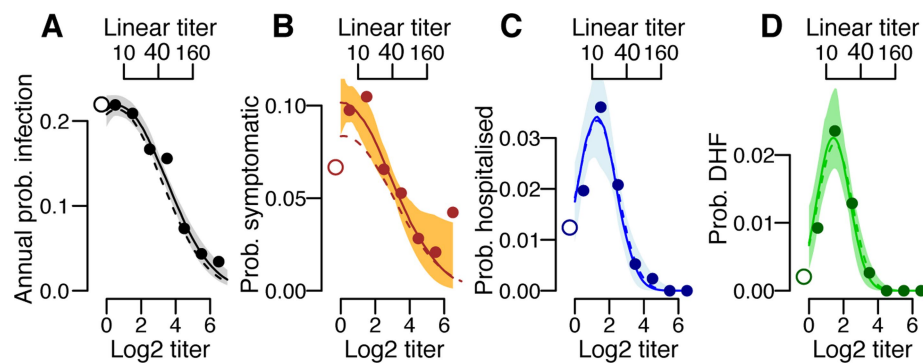 A
Linear titer
10 40 160
Annual prob. infection
0.0 0.1 0.2
0 2 4 6
Log2 titer
B
Linear titer
10 40 160
Prob. symptomatic
0.00 0.05 0.10
0 2 4 6
Log2 titer
C
Linear titer
10 40 160
Prob. hospitalised
0.00 0.01 0.02 0.03
0 2 4 6
Log2 titer
D
Linear titer
10 40 160
Prob. DHF
0.00 0.01 0.02
0 2 4 6
Log2 titer